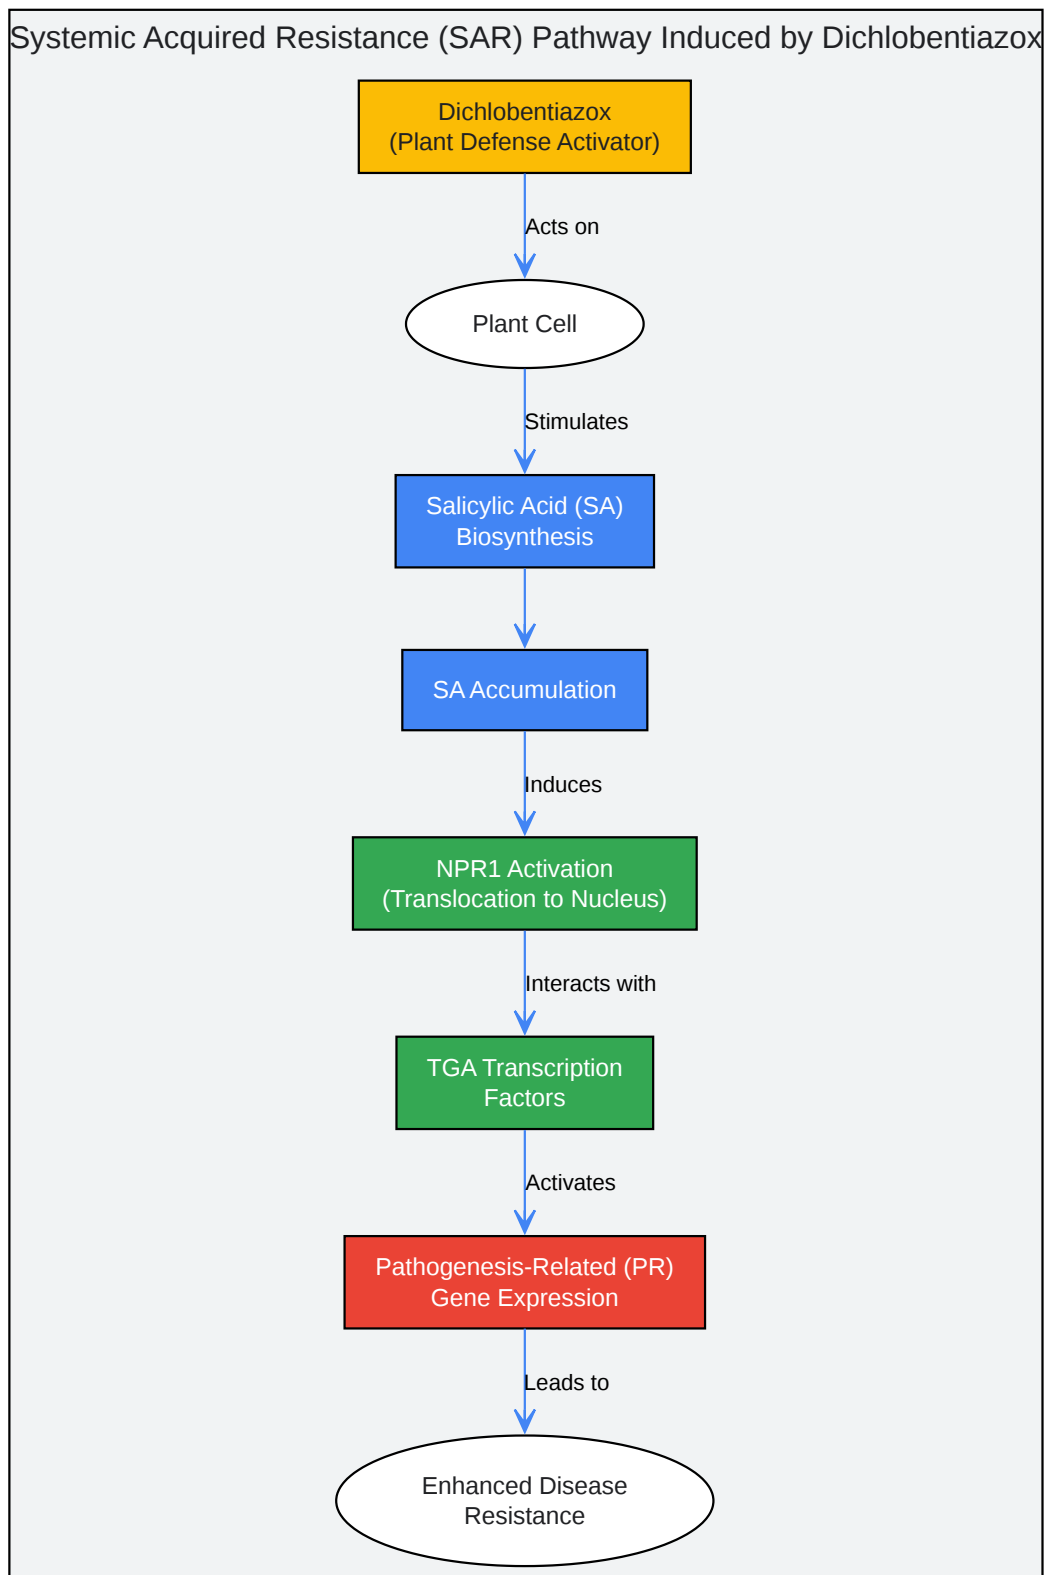 Systemic Acquired Resistance (SAR) Pathway Induced by Dichlobentiazox
Dichlobentiazox
(Plant Defense Activator)
Acts on
Plant Cell
Stimulates
Salicylic Acid (SA)
Biosynthesis
SA Accumulation
Induces
NPR1 Activation
(Translocation to Nucleus)
Interacts with
TGA Transcription
Factors
Activates
Pathogenesis-Related (PR)
Gene Expression
Leads to
Enhanced Disease
Resistance